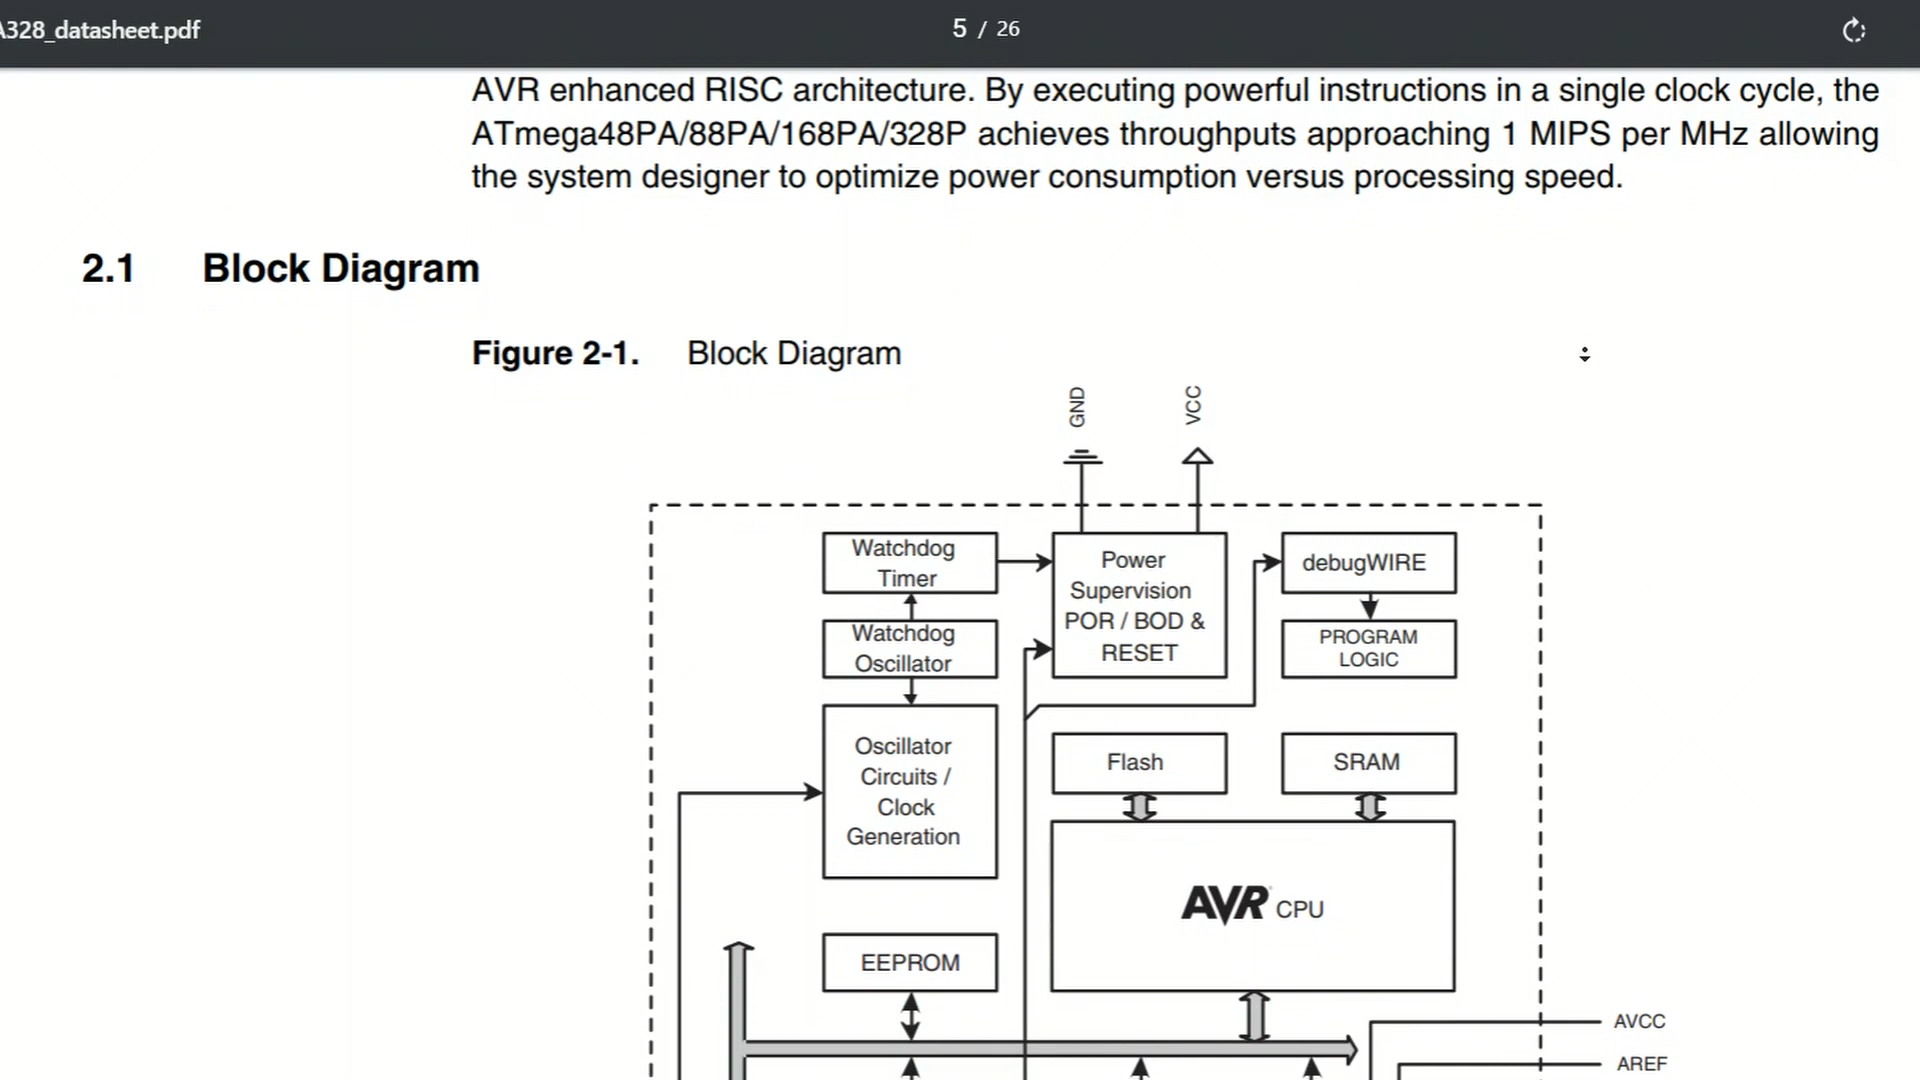 A328_datasheet.pdf
5 / 26
AVR enhanced RISC architecture. By executing powerful instructions in a single clock cycle, the
ATmega48PA/88PA/168PA/328P achieves throughputs approaching 1 MIPS per MHz allowing
the system designer to optimize power consumption versus processing speed.
2.1 Block Diagram
Figure 2-1. Block Diagram
GND
VCC
Watchdog
Timer
Power
Supervision
POR / BOD &
RESET
debugWIRE
Watchdog
Oscillator
PROGRAM
LOGIC
Oscillator
Circuits /
Clock
Generation
Flash
SRAM
AVR CPU
EEPROM
AVCC
AREF